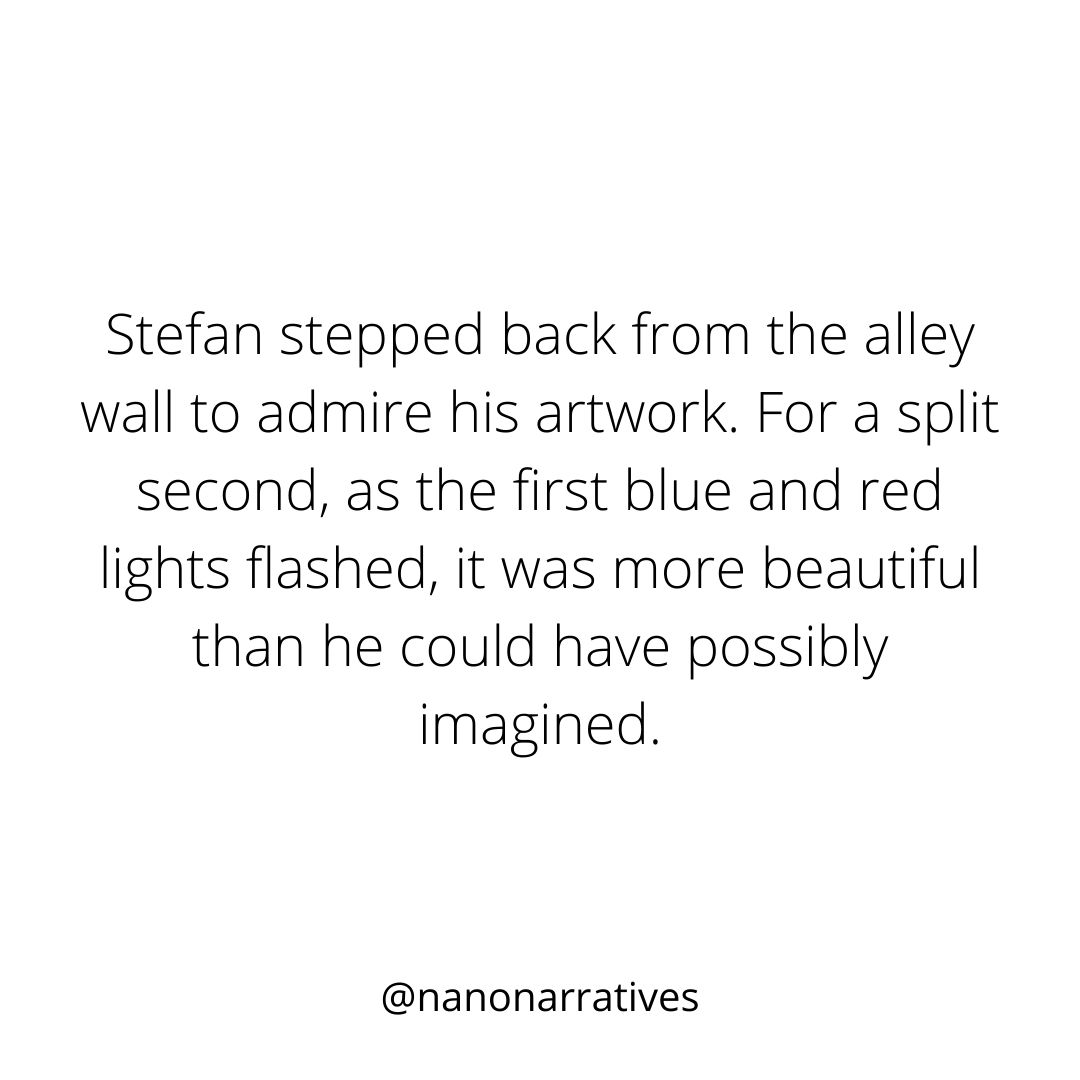 Stefan stepped back from the alley
wall to admire his artwork. For a split
second, as the first blue and red
lights flashed, it was more beautiful
than he could have possibly
imagined.
@nanonarratives